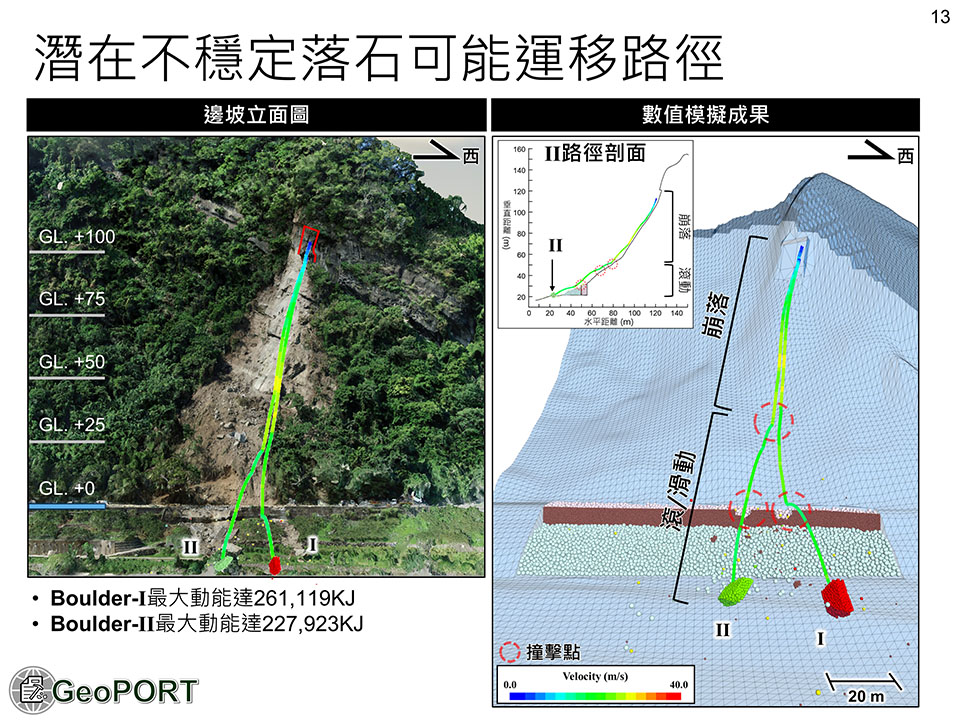 13
潛在不穩定落石可能運移路徑
邊坡立面圖
數值模擬成果
西
GL. +100
GL. +75
GL. +50
GL. +25
GL. +0
II
I
II路徑剖面
160
140
120
100
80
60
40
20
垂直距離 (m)
0 20 40 60 80 100 120 140
水平距離 (m)
II
崩落
滾動
西
崩落
滾/滑動
II
I
撞擊點
Velocity (m/s)
0.0 40.0
20 m
• Boulder-I最大動能達261,119KJ
• Boulder-II最大動能達227,923KJ
GeoPORT